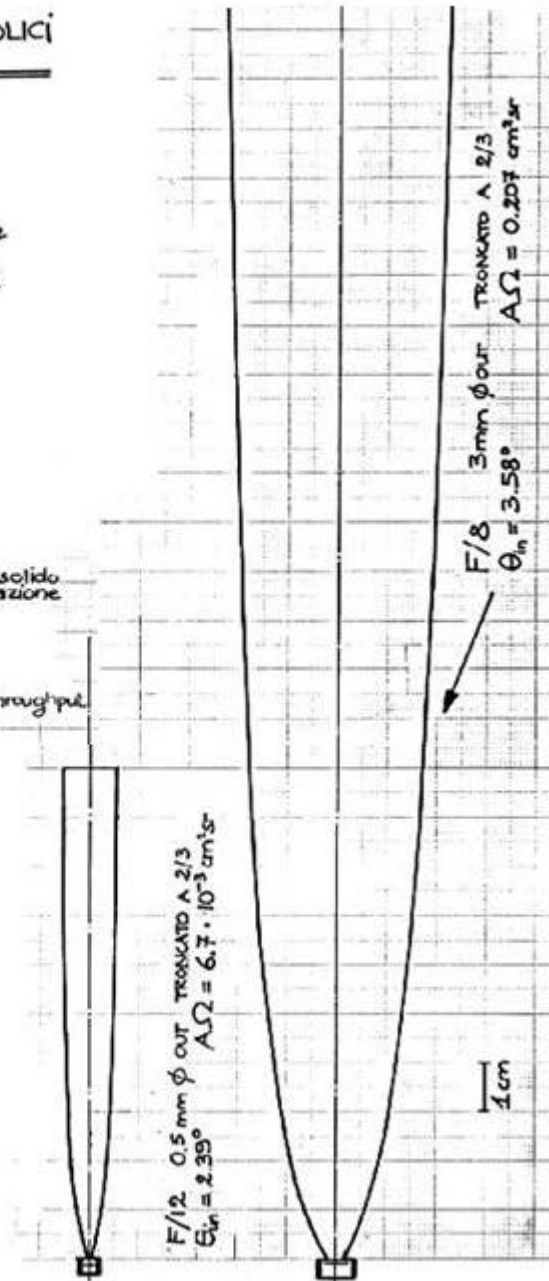 OLICI
solido
azione
roughput
F/12 0.5 mm ϕ OUT TRONCATO A 2/3
θin = 2.39° AΩ = 6.7 · 10⁻³ cm²sr
F/8 3mm ϕ OUT TRONCATO A 2/3
θin = 3.58° AΩ = 0.207 cm²sr
1cm